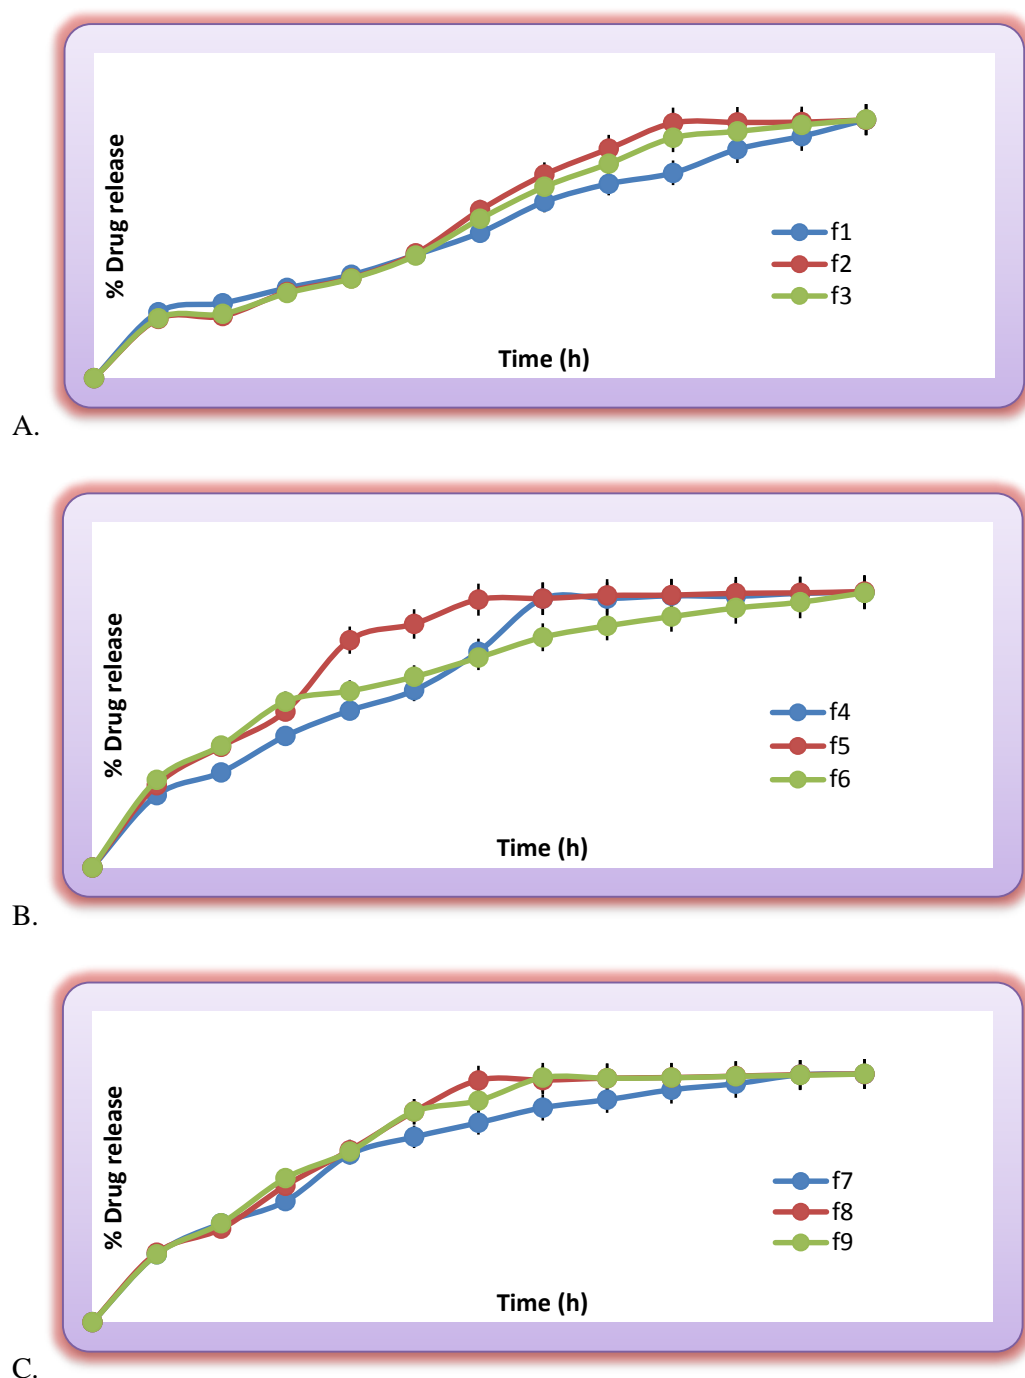 % Drug release
f1
f2
f3
Time (h)
A.
% Drug release
f4
f5
f6
Time (h)
B.
% Drug release
f7
f8
f9
Time (h)
C.